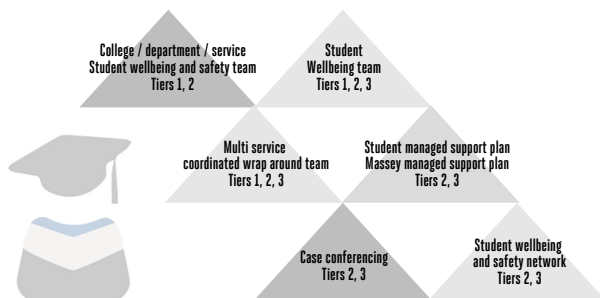 College / department / service
Student wellbeing and safety team
Tiers 1, 2
Student
Wellbeing team
Tiers 1, 2, 3
Multi service
coordinated wrap around team
Tiers 1, 2, 3
Student managed support plan
Massey managed support plan
Tiers 2, 3
Case conferencing
Tiers 2, 3
Student wellbeing
and safety network
Tiers 2, 3